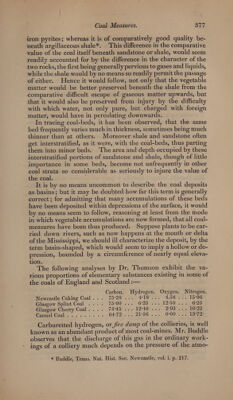 Coal Measures. 377
iron pyrites; whereas it is of comparatively good quality be-
neath argillaceous shale*. This difference in the comparative
value of the coal itself beneath sandstone or shale, would seem
readily accounted for by the difference in the character of the
two rocks, the first being generally pervious to gases and liquids,
while the shale would by no means so readily permit the passage
of either. Hence it would follow, not only that the vegetable
matter would be better preserved beneath the shale from the
comparative difficult escape of gaseous matter upwards, but
that it would also be preserved from injury by the difficulty
with which water, not only pure, but charged with foreign
matter, would have in percolating downwards.
In tracing coal-beds, it has been observed, that the same
bed frequently varies much in thickness, sometimes being much
thinner than at others. Moreover shale and sandstone often
get interstratified, as it were, with the coal-beds, thus parting
them into minor beds. The area and depth occupied by these
interstratified portions of sandstone and shale, though of little
importance in some beds, become not unfrequently in other
coal strata so considerable as seriously to injure the value of
the coal.
It is by no means uncommon to describe the coal deposits
as basins; but it may be doubted how far this term is generally
correct; for admitting that many accumulations of these beds
have been deposited within depressions of the surface, it would
by no means seem to follow, reasoning at least from the mode
in which vegetable accumulations are now formed, that all coal-
measures have been thus produced. Suppose plants to be car-
ried down rivers, such as now happens at the mouth or delta
of the Mississippi, we should ill characterize the deposit, by the
term basin-shaped, which would seem to imply a hollow or de-
pression, bounded by a circumference of nearly equal eleva-
tion.
The following analyses by Dr. Thomson exhibit the va-
rious proportions of elementary substances existing in some of
the coals of England and Scotland:—
Carbon. Hydrogen. Oxygen. Nitrogen.
Newcastle Caking Coal . . 75·28 . . . 4·18 . . . 4·58 . . . 15·96
Glasgow Splint Coal . . . 75·00 . . . 6·25 . . . 12·50 . . . 6·25
Glasgow Cherry Coal . . . 74·45 . . . 12·40 . . . 2·93 . . . 10·22
Cannel Coal . . . . . . . 64·72 . . . 21·56 . . . 0·00 . . . 13·72
Carburetted hydrogen, or fire damp of the collieries, is well
known as an abundant product of most coal-mines. Mr. Buddle
observes that the discharge of this gas in the ordinary work-
ings of a colliery much depends on the pressure of the atmo-
* Buddle, Trans. Nat. Hist. Soc. Newcastle, vol. i. p. 217.